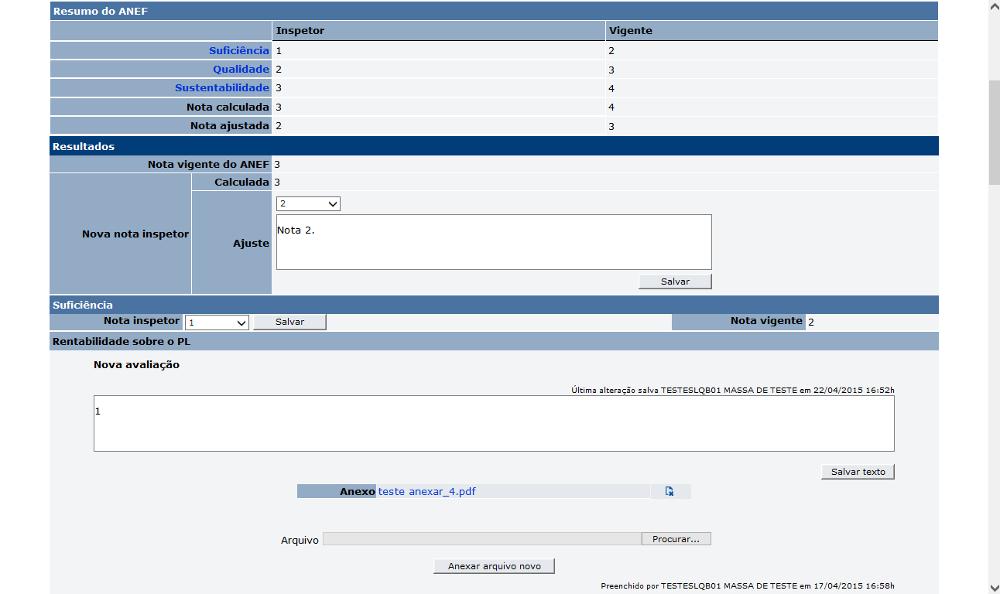 Resumo do ANEF
Inspetor Vigente
Suficiência 1 2
Qualidade 2 3
Sustentabilidade 3 4
Nota calculada 3 4
Nota ajustada 2 3
Resultados
Nota vigente do ANEF 3
Calculada 3
2
Nova nota inspetor Ajuste Nota 2.
Salvar
Suficiência
Nota inspetor 1 Salvar Nota vigente 2
Rentabilidade sobre o PL
Nova avaliação
Última alteração salva TESTESLQB01 MASSA DE TESTE em 22/04/2015 16:52h
1
Salvar texto
Anexo teste anexar_4.pdf
Arquivo Procurar...
Anexar arquivo novo
Preenchido por TESTESLQB01 MASSA DE TESTE em 17/04/2015 16:58h